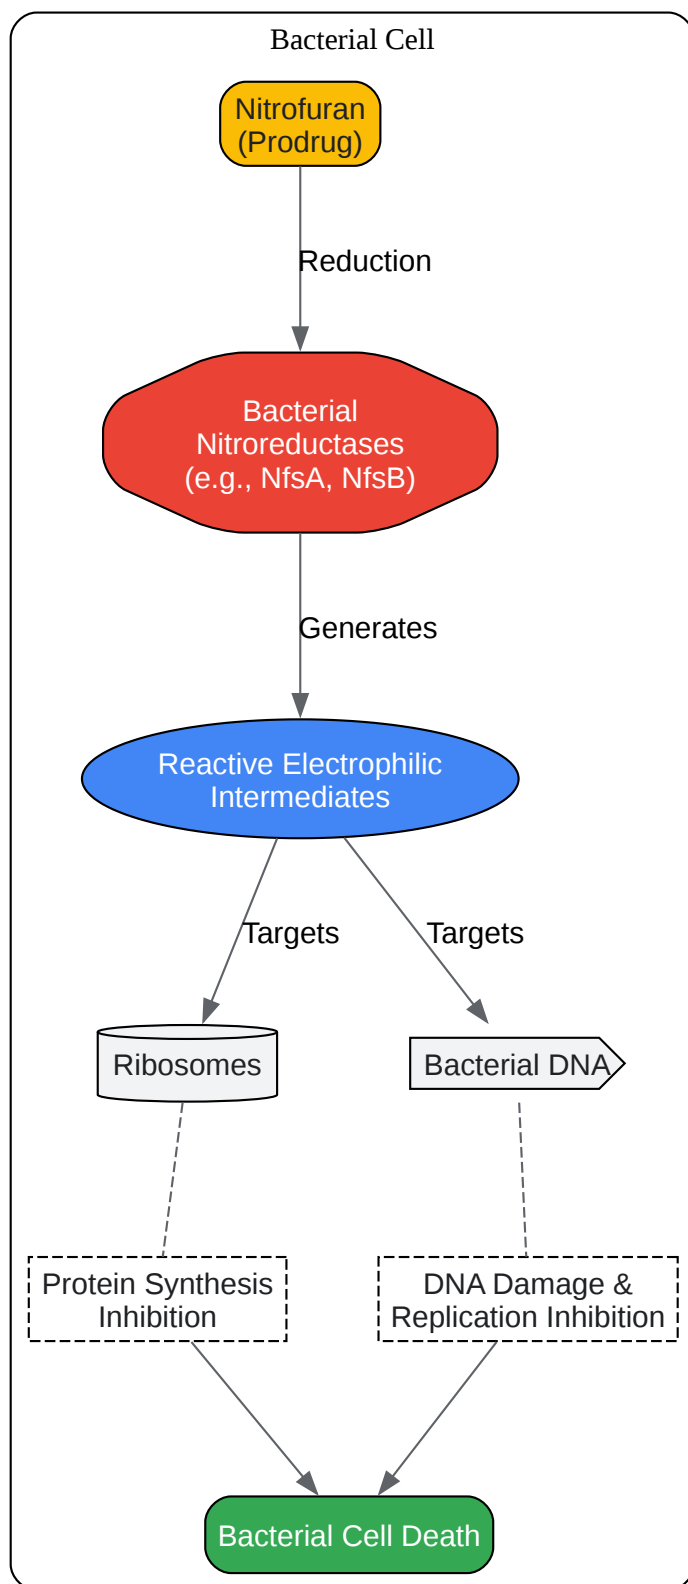 Bacterial Cell
Nitrofuran
(Prodrug)
Reduction
Bacterial
Nitroreductases
(e.g., NfsA, NfsB)
Generates
Reactive Electrophilic
Intermediates
Targets
Targets
Ribosomes
Bacterial DNA
Protein Synthesis
Inhibition
DNA Damage &
Replication Inhibition
Bacterial Cell Death